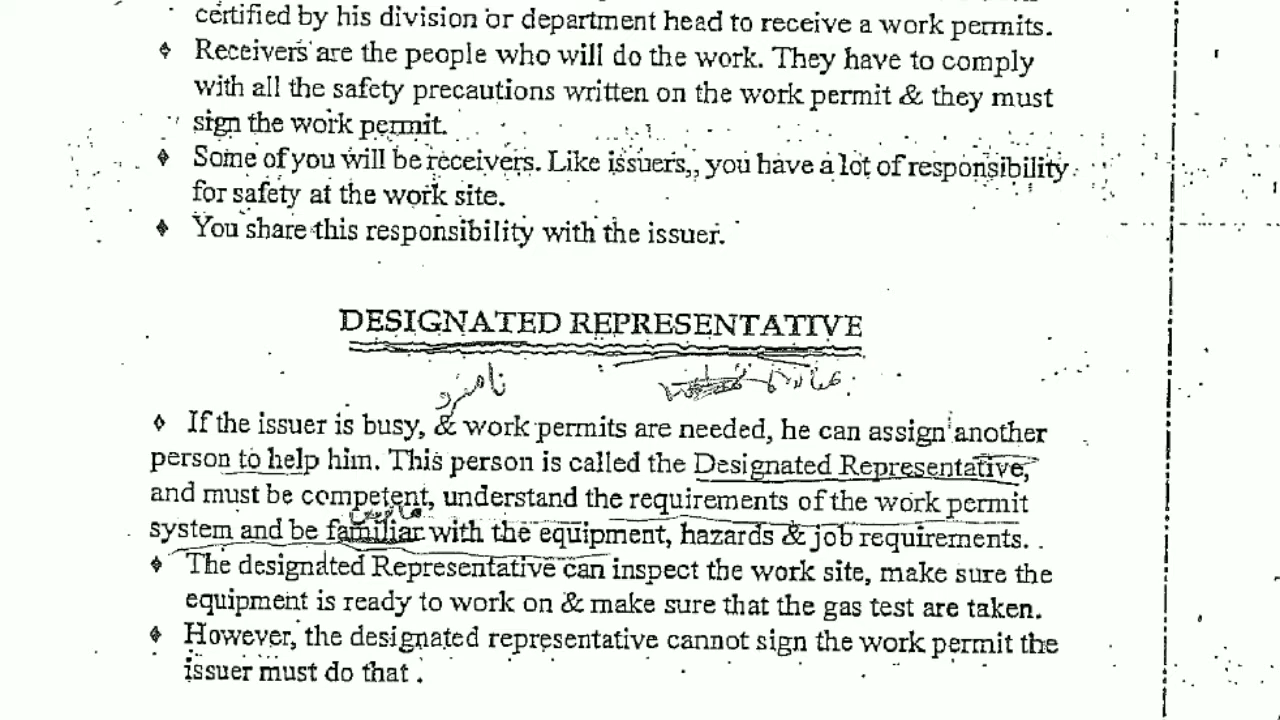 certified by his division or department head to receive a work permits.
Receivers are the people who will do the work. They have to comply
with all the safety precautions written on the work permit & they must
sign the work permit.
Some of you will be receivers. Like issuers,, you have a lot of responsibility
for safety at the work site.
You share this responsibility with the issuer.
DESIGNATED REPRESENTATIVE
نامزد
If the issuer is busy, & work permits are needed, he can assign another
person to help him. This person is called the Designated Representative,
and must be competent, understand the requirements of the work permit
system and be familiar with the equipment, hazards & job requirements. .
The designated Representative can inspect the work site, make sure the
equipment is ready to work on & make sure that the gas test are taken.
However, the designated representative cannot sign the work permit the
issuer must do that .